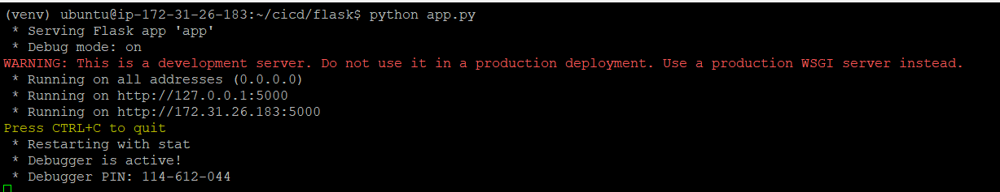 (venv) ubuntu@ip-172-31-26-183:~/cicd/flask$ python app.py
 * Serving Flask app 'app'
 * Debug mode: on
WARNING: This is a development server. Do not use it in a production deployment. Use a production WSGI server instead.
 * Running on all addresses (0.0.0.0)
 * Running on http://127.0.0.1:5000
 * Running on http://172.31.26.183:5000
Press CTRL+C to quit
 * Restarting with stat
 * Debugger is active!
 * Debugger PIN: 114-612-044